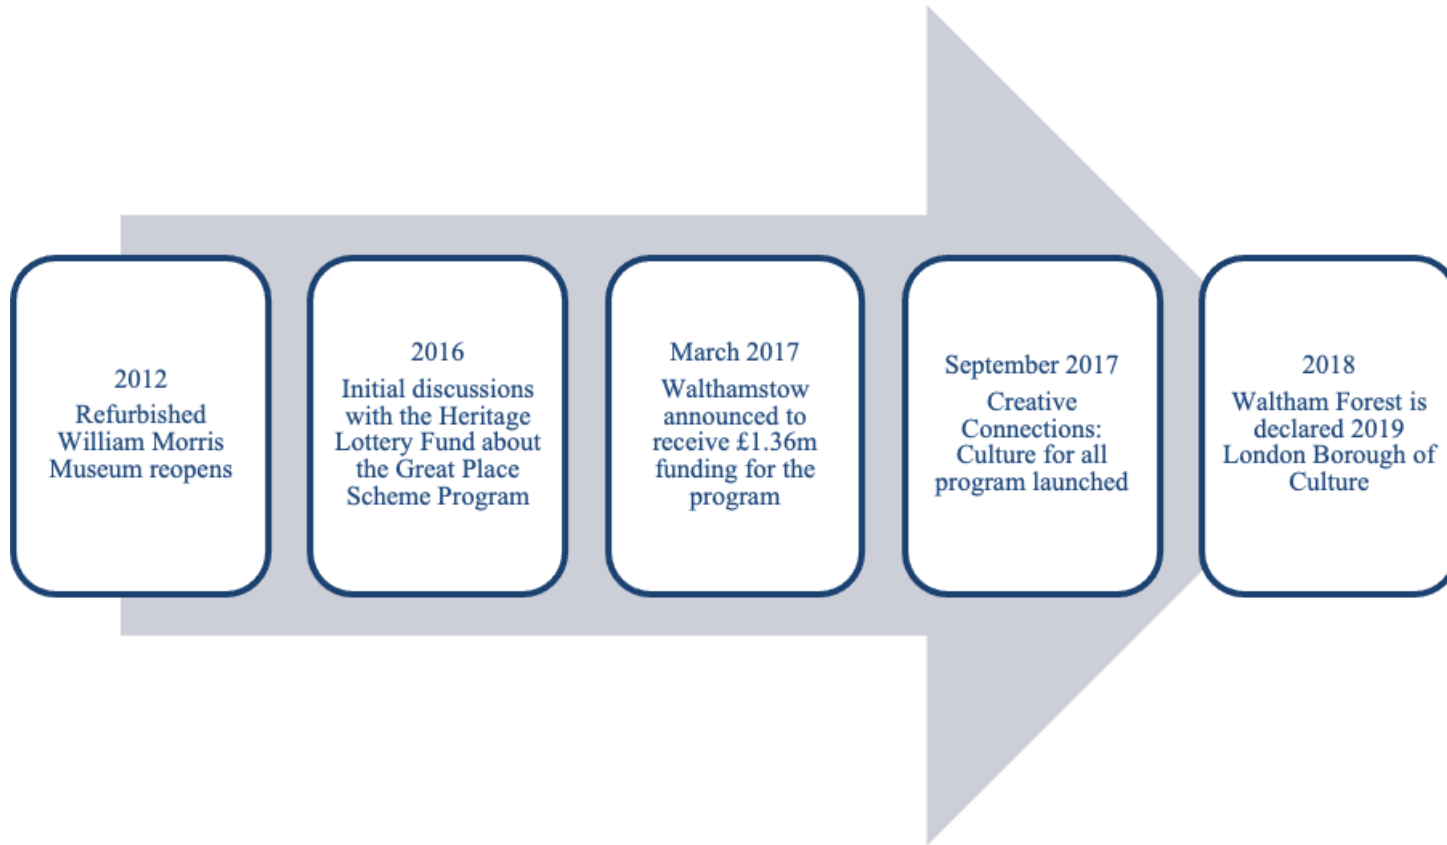 2012
Refurbished
William Morris
Museum reopens
2016
Initial discussions
with the Heritage
Lottery Fund about
the Great Place
Scheme Program
March 2017
Walthamstow
announced to
receive £1.36m
funding for the
program
September 2017
Creative
Connections:
Culture for all
program launched
2018
Waltham Forest is
declared 2019
London Borough of
Culture